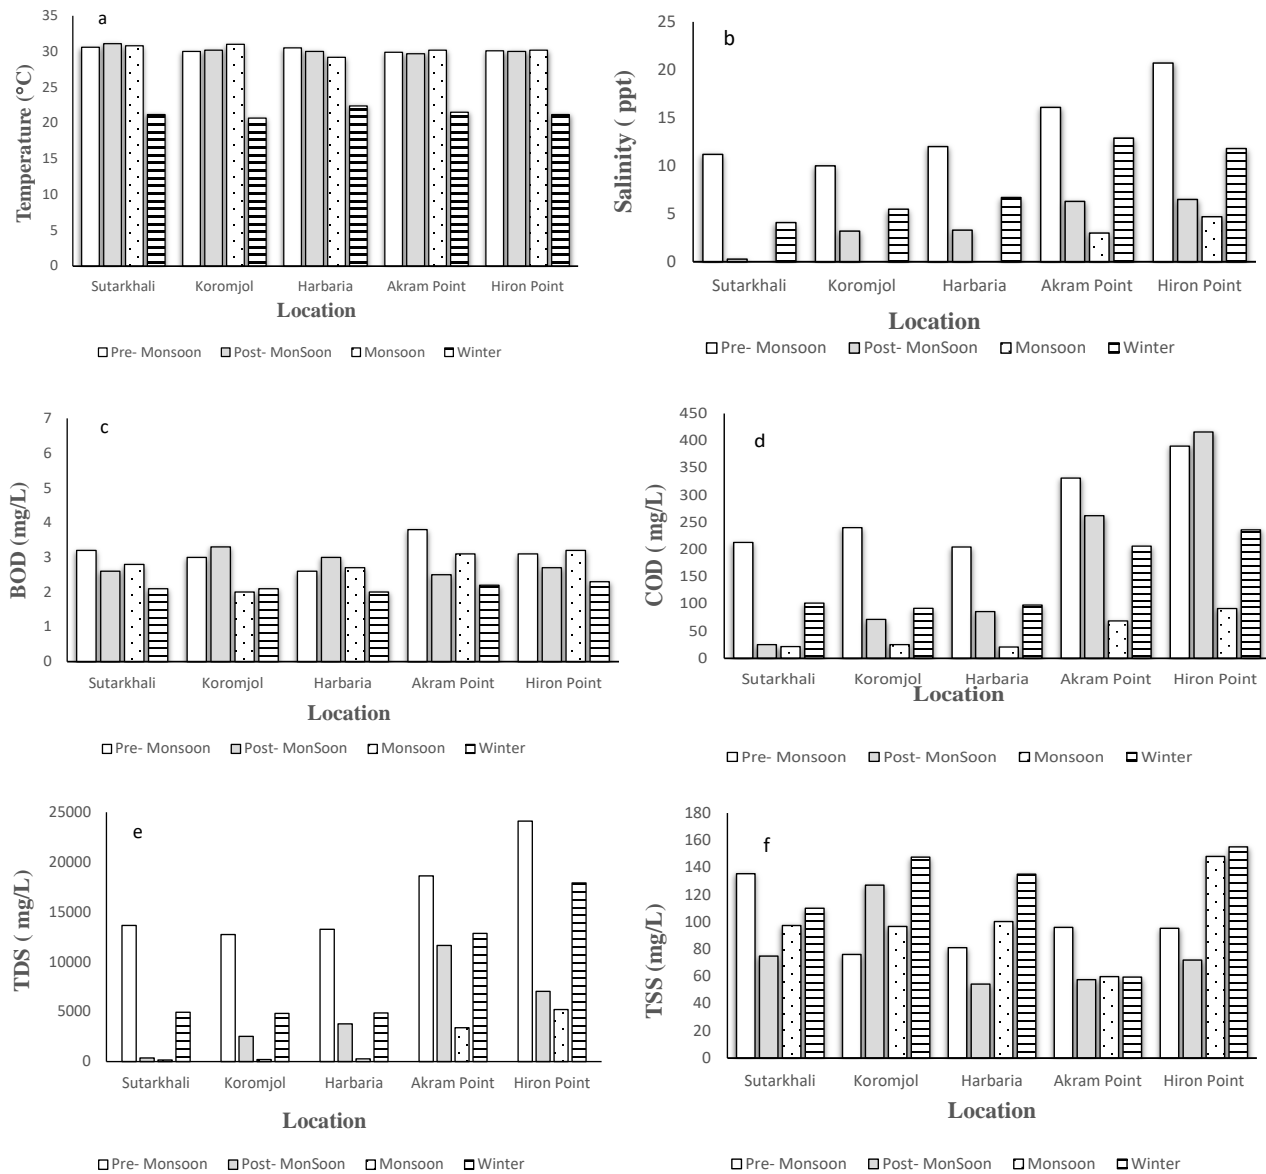 a
35
30
25
20
15
10
5
0
Temperature (°C)
Sutarkhali Koromjol Harbaria Akram Point Hiron Point
Location
Pre- Monsoon Post- MonSoon Monsoon Winter
b
25
20
15
10
5
0
Salinity ( ppt)
Sutarkhali Koromjol Harbaria Akram Point Hiron Point
Location
Pre- Monsoon Post- MonSoon Monsoon Winter
c
7
6
5
4
3
2
1
0
BOD (mg/L)
Sutarkhali Koromjol Harbaria Akram Point Hiron Point
Location
Pre- Monsoon Post- MonSoon Monsoon Winter
d
450
400
350
300
250
200
150
100
50
0
COD ( mg/L)
Sutarkhali Koromjol Harbaria Akram Point Hiron Point
Location
Pre- Monsoon Post- MonSoon Monsoon Winter
e
25000
20000
15000
10000
5000
0
TDS ( mg/L)
Sutarkhali Koromjol Harbaria Akram Point Hiron Point
Location
Pre- Monsoon Post- MonSoon Monsoon Winter
f
180
160
140
120
100
80
60
40
20
0
TSS (mg/L)
Sutarkhali Koromjol Harbaria Akram Point Hiron Point
Location
Pre- Monsoon Post- MonSoon Monsoon Winter